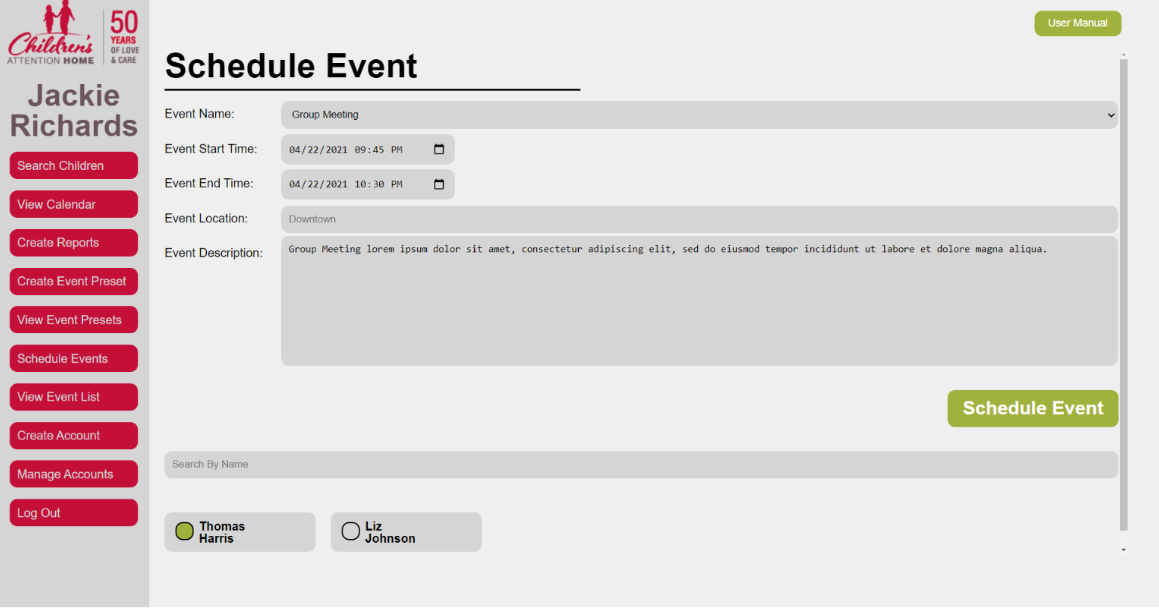 Children's
ATTENTION HOME
50
YEARS
OF LOVE
& CARE
Jackie
Richards
Search Children
View Calendar
Create Reports
Create Event Preset
View Event Presets
Schedule Events
View Event List
Create Account
Manage Accounts
Log Out
User Manual
Schedule Event
Event Name:
Group Meeting
Event Start Time:
04/22/2021 09:45 PM
Event End Time:
04/22/2021 10:30 PM
Event Location:
Downtown
Event Description:
Group Meeting lorem ipsum dolor sit amet, consectetur adipiscing elit, sed do eiusmod tempor incididunt ut labore et dolore magna aliqua.
Schedule Event
Search By Name
Thomas
Harris
Liz
Johnson